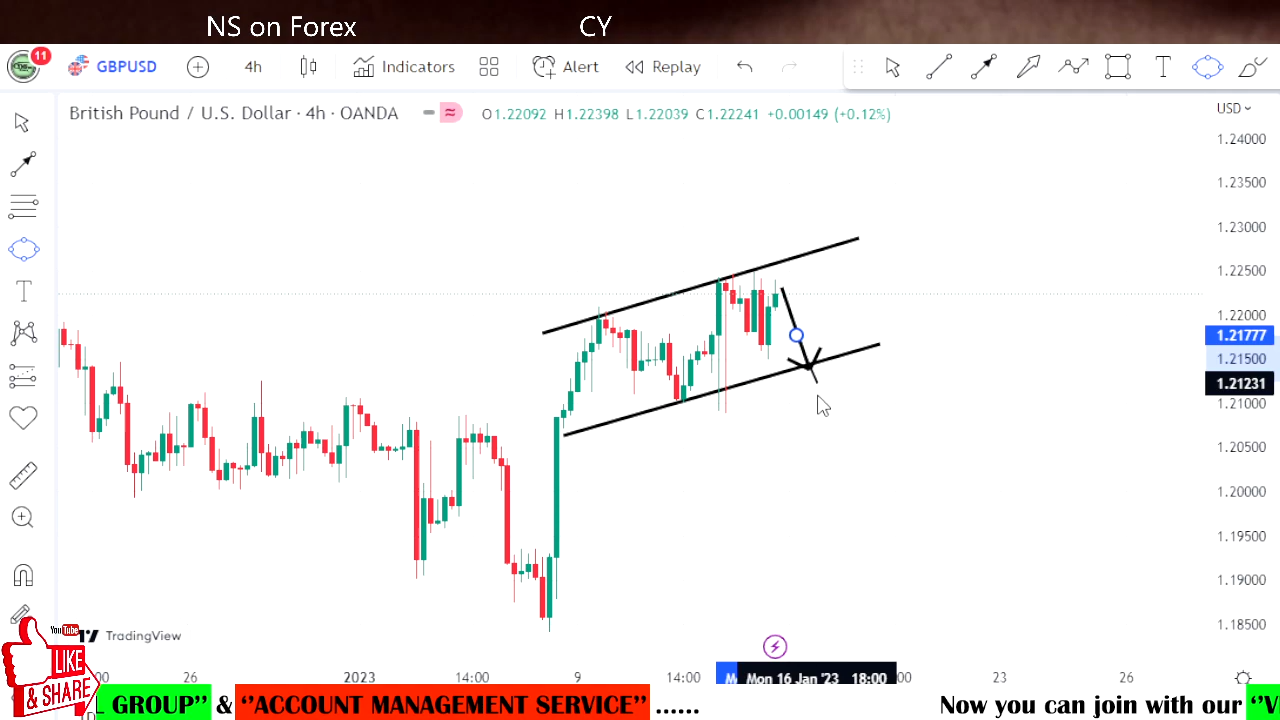 NS on Forex CY
11 GBPUSD 4h Indicators Alert Replay
British Pound / U.S. Dollar · 4h · OANDA O1.22092 H1.22398 L1.22039 C1.22241 +0.00149 (+0.12%) USD
1.24000
1.23500
1.23000
1.22500
1.22000
1.21777
1.21500
1.21231
1.21000
1.20500
1.20000
1.19500
1.19000
1.18500
TradingView
26 2023 14:00 9 14:00 Mon 16 Jan '23 18:00 :00 23 26
YouTube
LIKE
& SHARE
L GROUP" & "ACCOUNT MANAGEMENT SERVICE" ...... Now you can join with our "V